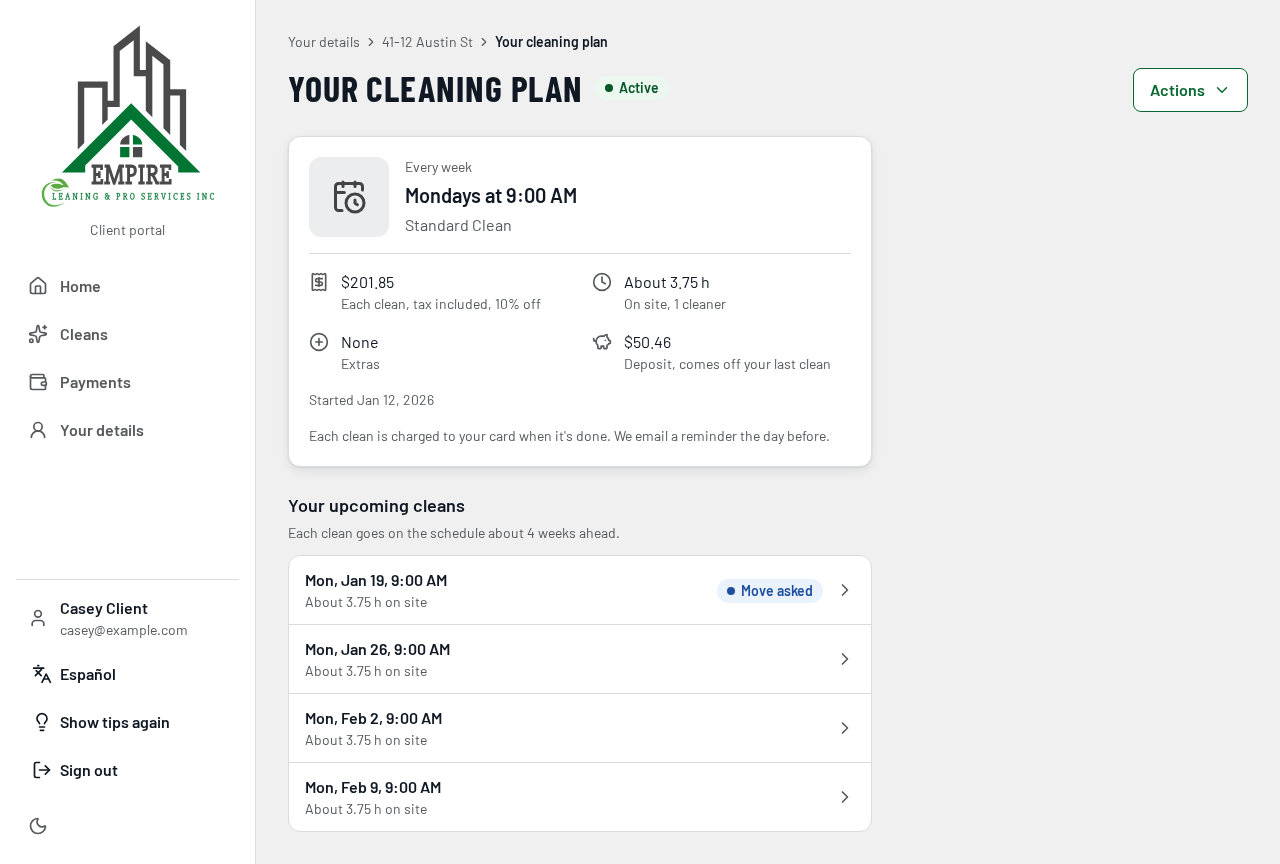 EMPIRE
LEANING & PRO SERVICES INC
Client portal
Home
Cleans
Payments
Your details
Casey Client
casey@example.com
Español
Show tips again
Sign out
Your details > 41-12 Austin St > Your cleaning plan
YOUR CLEANING PLAN
Active
Actions
Every week
Mondays at 9:00 AM
Standard Clean
$201.85
Each clean, tax included, 10% off
About 3.75 h
On site, 1 cleaner
None
Extras
$50.46
Deposit, comes off your last clean
Started Jan 12, 2026
Each clean is charged to your card when it's done. We email a reminder the day before.
Your upcoming cleans
Each clean goes on the schedule about 4 weeks ahead.
Mon, Jan 19, 9:00 AM
About 3.75 h on site
Move asked
Mon, Jan 26, 9:00 AM
About 3.75 h on site
Mon, Feb 2, 9:00 AM
About 3.75 h on site
Mon, Feb 9, 9:00 AM
About 3.75 h on site